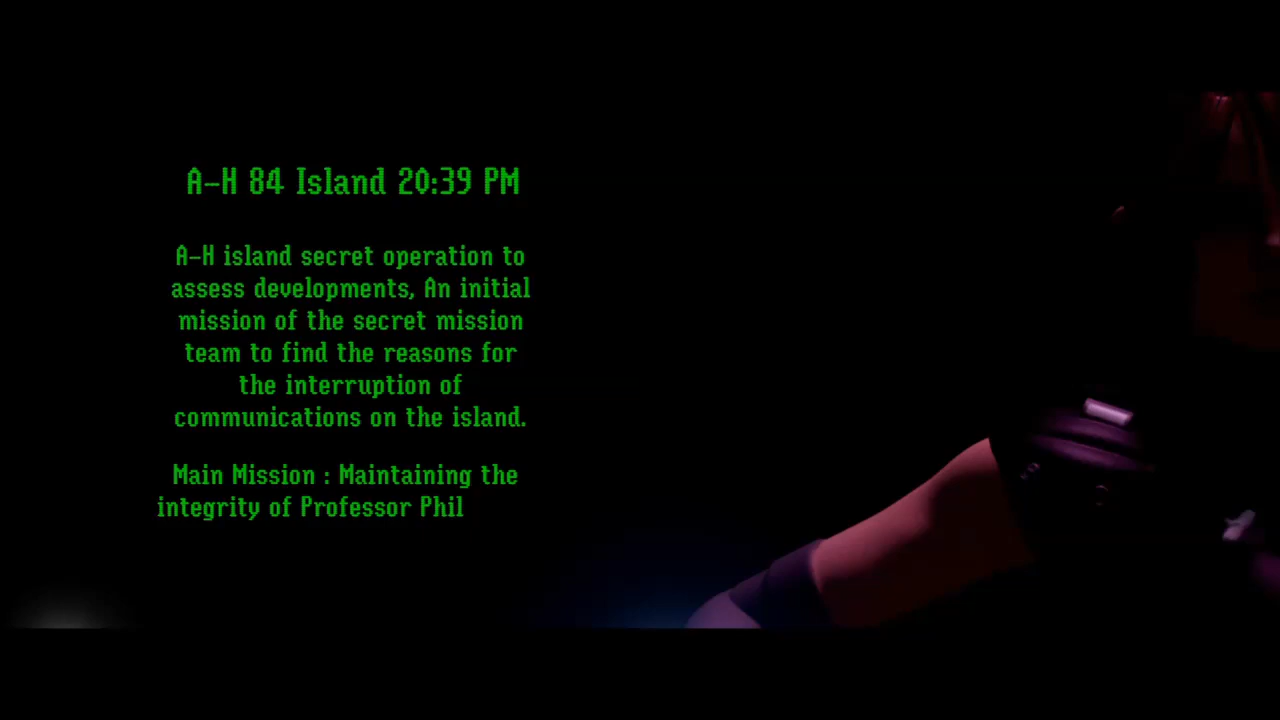 A-H 84 Island 20:39 PM
A-H island secret operation to
assess developments, An initial
mission of the secret mission
team to find the reasons for
the interruption of
communications on the island.
Main Mission : Maintaining the
integrity of Professor Phil